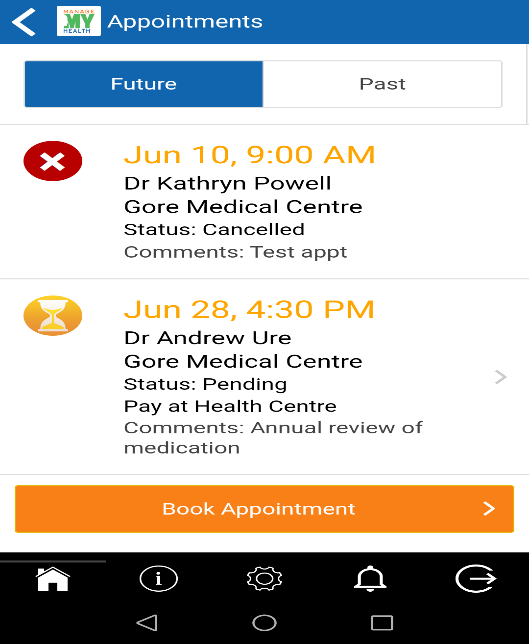 MANAGE
MY
HEALTH
Appointments
Future
Past
Jun 10, 9:00 AM
Dr Kathryn Powell
Gore Medical Centre
Status: Cancelled
Comments: Test appt
Jun 28, 4:30 PM
Dr Andrew Ure
Gore Medical Centre
Status: Pending
Pay at Health Centre
Comments: Annual review of
medication
Book Appointment